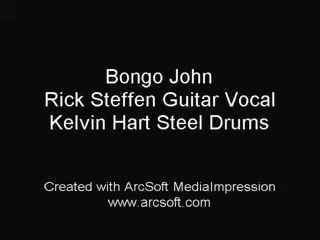 Bongo John
Rick Steffen Guitar Vocal
Kelvin Hart Steel Drums
Created with ArcSoft MediaImpression
www.arcsoft.com